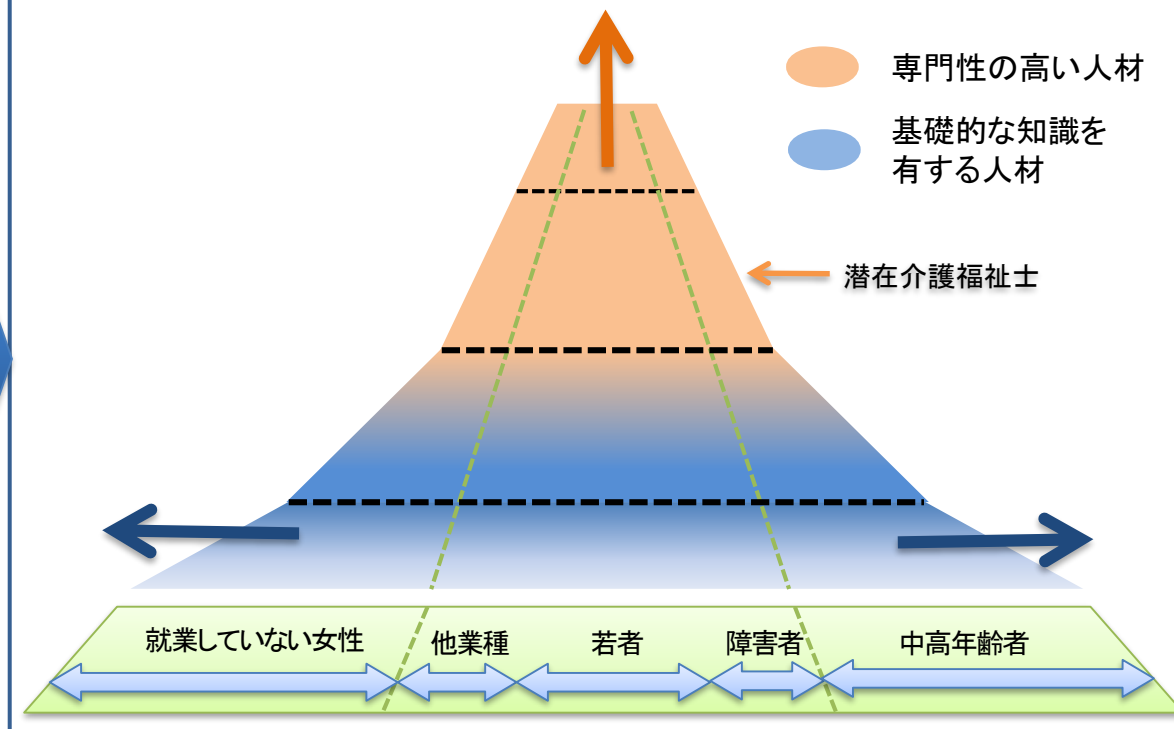 専門性の高い人材
基礎的な知識を
有する人材
潜在介護福祉士
就業していない女性
他業種
若者
障害者
中高年齢者